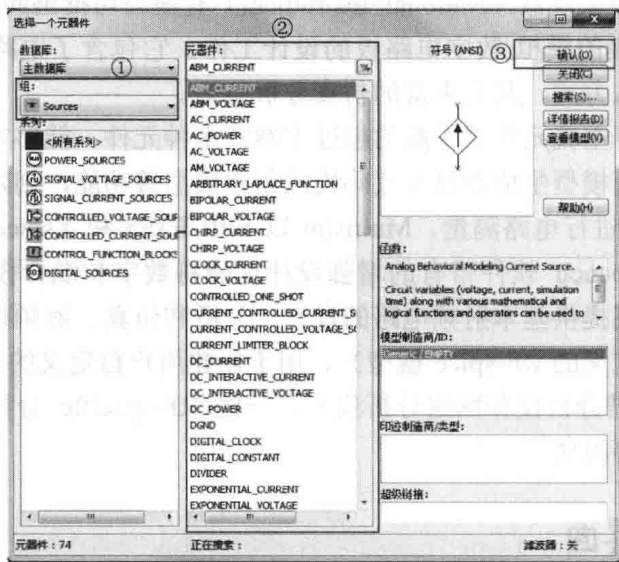 选择一个元器件
②
数据库:
主数据库
①
组:
Sources
系列:
<所有系列>
POWER_SOURCES
SIGNAL_VOLTAGE_SOURCES
SIGNAL_CURRENT_SOURCES
CONTROLLED_VOLTAGE_SOUR
CONTROLLED_CURRENT_SOUR
CONTROL_FUNCTION_BLOCKS
DIGITAL_SOURCES
元器件:
ABM_CURRENT
ABM_CURRENT
ABM_VOLTAGE
AC_CURRENT
AC_POWER
AC_VOLTAGE
AM_VOLTAGE
ARBITRARY_LAPLACE_FUNCTION
BIPOLAR_CURRENT
BIPOLAR_VOLTAGE
CHIRP_CURRENT
CHIRP_VOLTAGE
CLOCK_CURRENT
CLOCK_VOLTAGE
CONTROLLED_ONE_SHOT
CURRENT_CONTROLLED_CURRENT_S
CURRENT_CONTROLLED_VOLTAGE_SO
CURRENT_LIMITER_BLOCK
DC_CURRENT
DC_INTERACTIVE_CURRENT
DC_INTERACTIVE_VOLTAGE
DC_POWER
DGND
DIGITAL_CLOCK
DIGITAL_CONSTANT
DIVIDER
EXPONENTIAL_CURRENT
EXPONENTIAL_VOLTAGE
符号 (ANSI)
③
确认(O)
关闭(C)
搜索(S)...
详情报告(D)
查看模型(V)
帮助(H)
函数:
Analog Behavioral Modeling Current Source.
Circuit variables (voltage, current, simulation
time) along with various mathematical and
logical functions and operators can be used to
模型制造商/ID:
Generic / EMPTY
印迹制造商/类型:
超级链接:
元器件: 74
正在搜索:
滤波器: 关